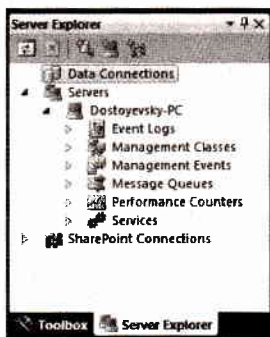 Server Explorer
Data Connections
Servers
Dostoyevsky-PC
Event Logs
Management Classes
Management Events
Message Queues
Performance Counters
Services
SharePoint Connections
Toolbox Server Explorer